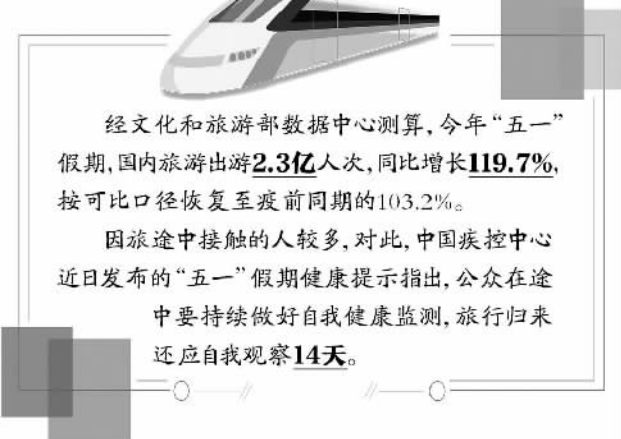 经文化和旅游部数据中心测算,今年“五一”
假期,国内旅游出游2.3亿人次,同比增长119.7%,
按可比口径恢复至疫前同期的103.2%。
因旅途中接触的人较多,对此,中国疾控中心
近日发布的“五一”假期健康提示指出,公众在途
中要持续做好自我健康监测,旅行归来
还应自我观察14天。